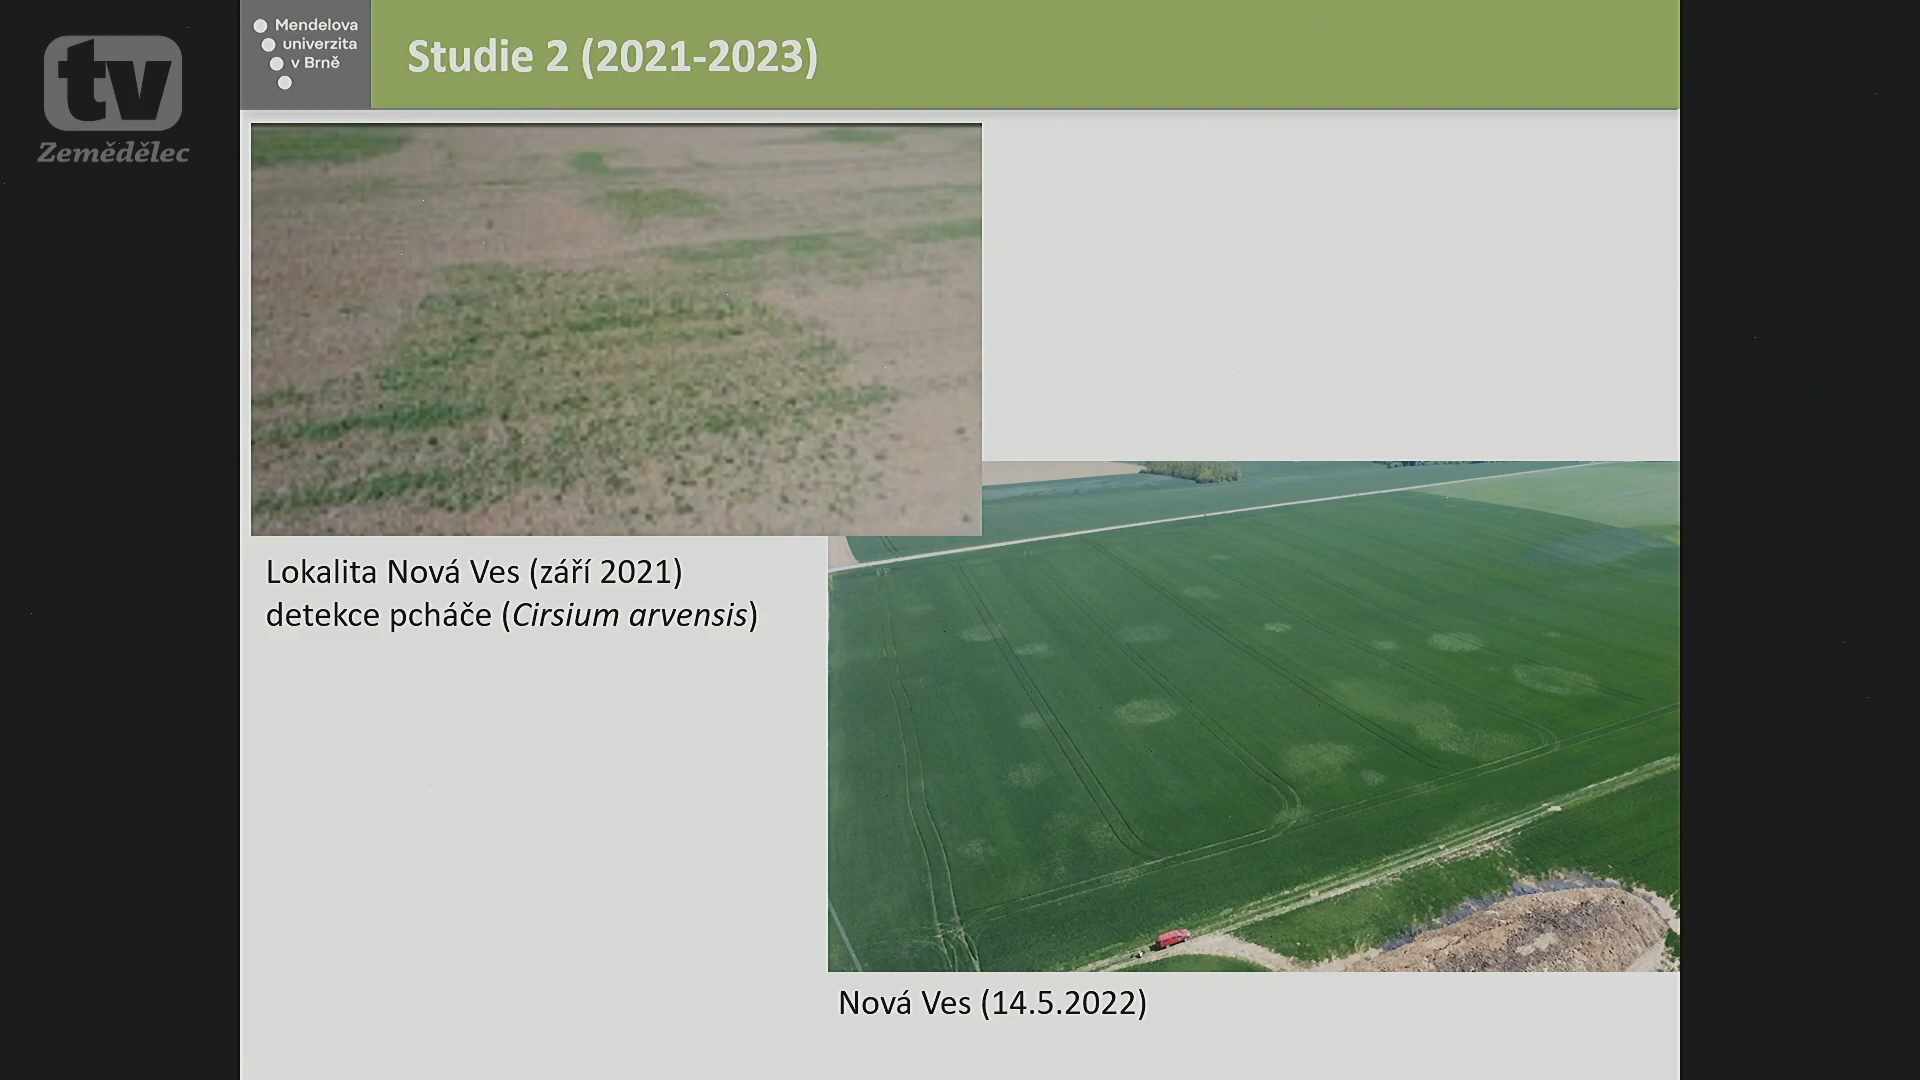 tv
Zemědělec
Mendelova
univerzita
v Brně
Studie 2 (2021-2023)
Lokalita Nová Ves (září 2021)
detekce pcháče (Cirsium arvensis)
Nová Ves (14.5.2022)